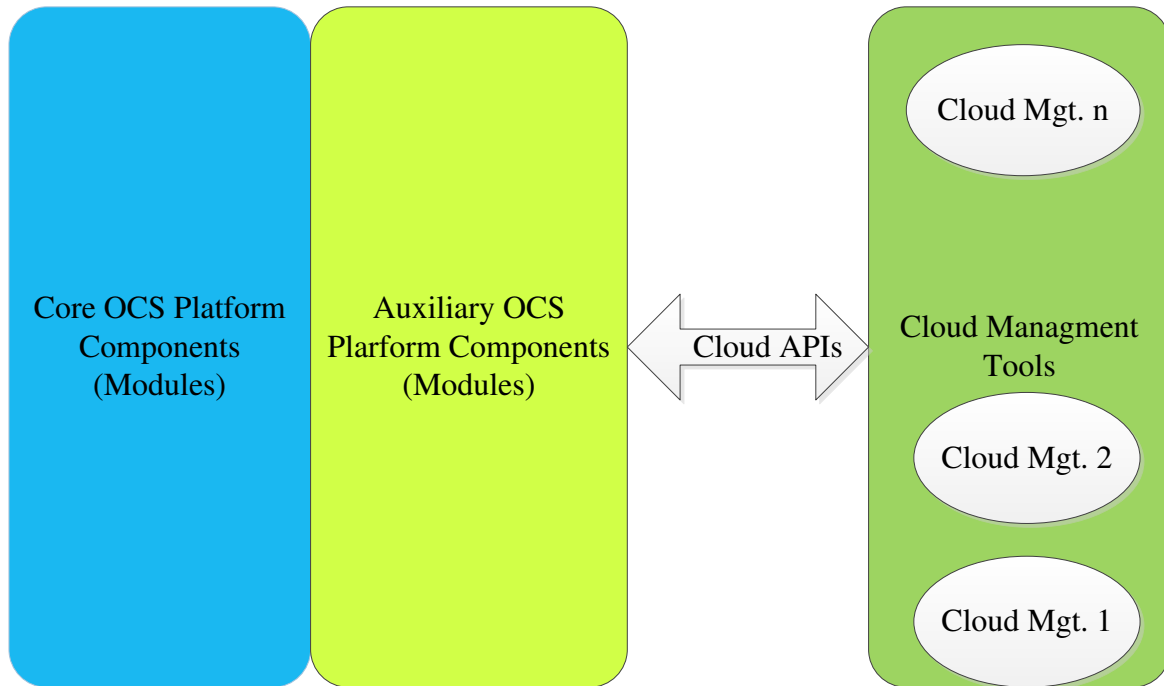 Core OCS Platform
Components
(Modules)
Auxiliary OCS
Plarform Components
(Modules)
Cloud APIs
Cloud Mgt. n
Cloud Managment
Tools
Cloud Mgt. 2
Cloud Mgt. 1